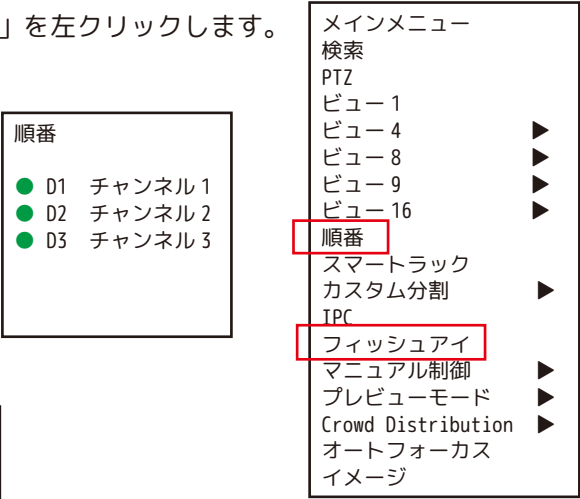 」を左クリックします。
順番
D1 チャンネル 1
D2 チャンネル 2
D3 チャンネル 3
メインメニュー
検索
PTZ
ビュー 1
ビュー 4 ▶
ビュー 8 ▶
ビュー 9 ▶
ビュー 16 ▶
順番
スマートラック
カスタム分割 ▶
IPC
フィッシュアイ
マニュアル制御 ▶
プレビューモード ▶
Crowd Distribution ▶
オートフォーカス
イメージ